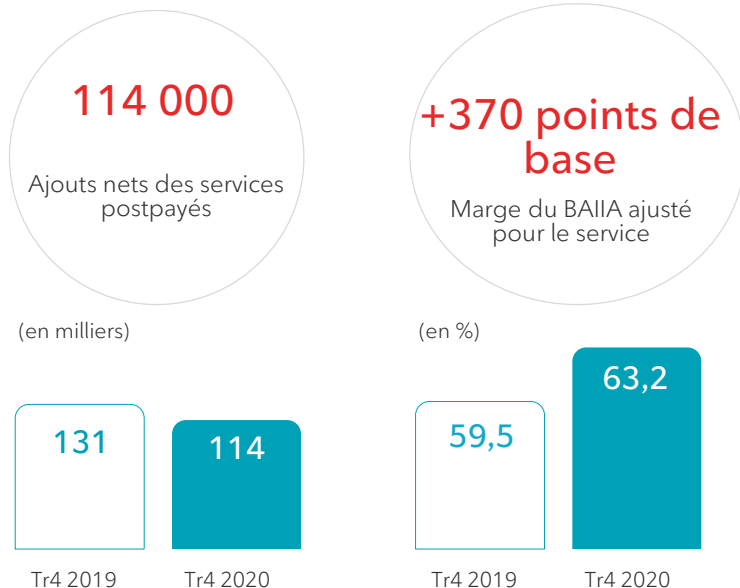 114 000
Ajouts nets des services
postpayés
(en milliers)
131
114
Tr4 2019
Tr4 2020
+370 points de
base
Marge du BAIIA ajusté
pour le service
(en %)
59,5
63,2
Tr4 2019
Tr4 2020